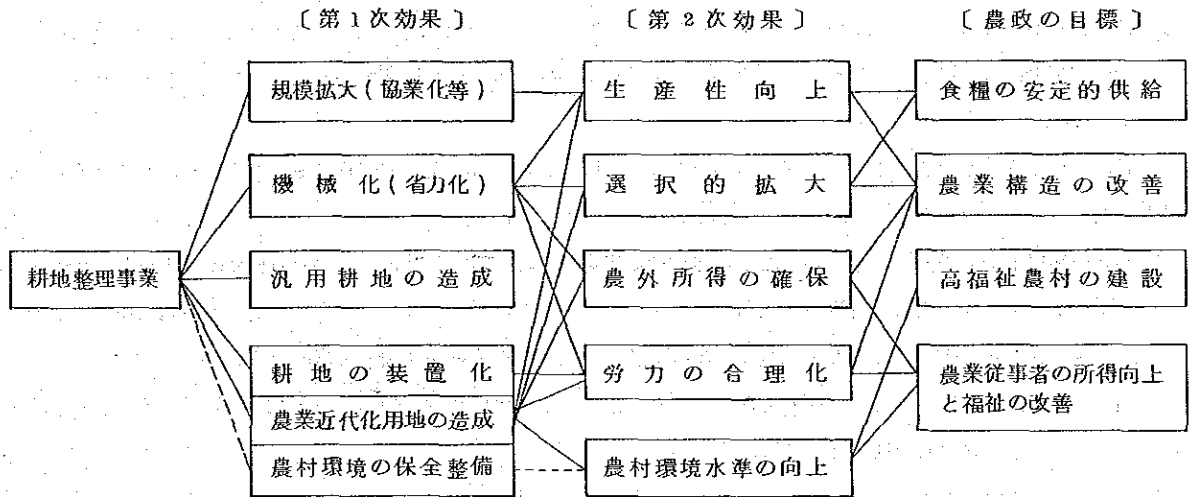 〔第1次効果〕
〔第2次効果〕
〔農政の目標〕
規模拡大(協業化等)
生産性向上
食糧の安定的供給
機械化(省力化)
選択的拡大
農業構造の改善
耕地整理事業
汎用耕地の造成
農外所得の確保
高福祉農村の建設
耕地の装置化
労力の合理化
農業従事者の所得向上
と福祉の改善
農業近代化用地の造成
農村環境の保全整備
農村環境水準の向上